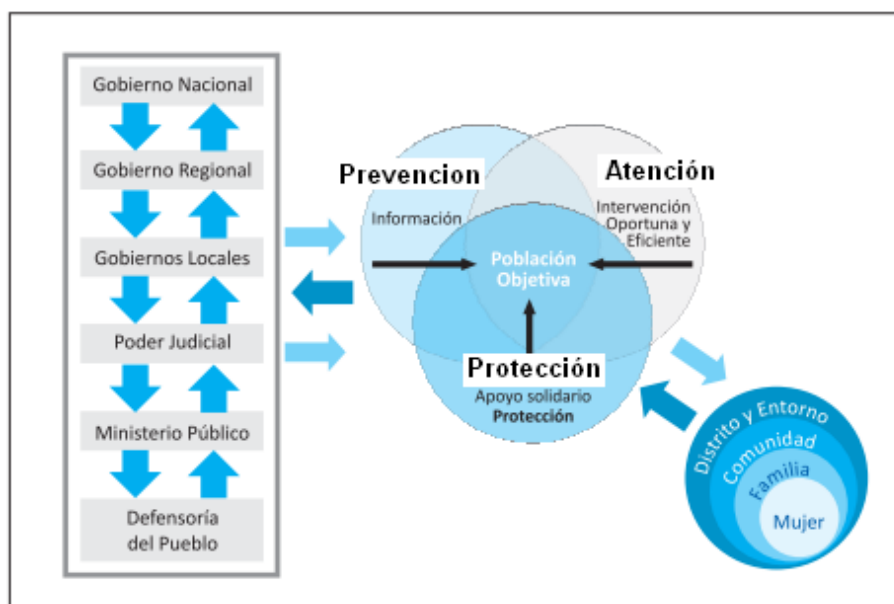 Gobierno Nacional
Gobierno Regional
Gobiernos Locales
Poder Judicial
Ministerio Público
Defensoría
del Pueblo
Prevencion
Información
Atención
Intervención
Oportuna y
Eficiente
Población
Objetiva
Protección
Apoyo solidario
Protección
Distrito y Entorno
Comunidad
Familia
Mujer